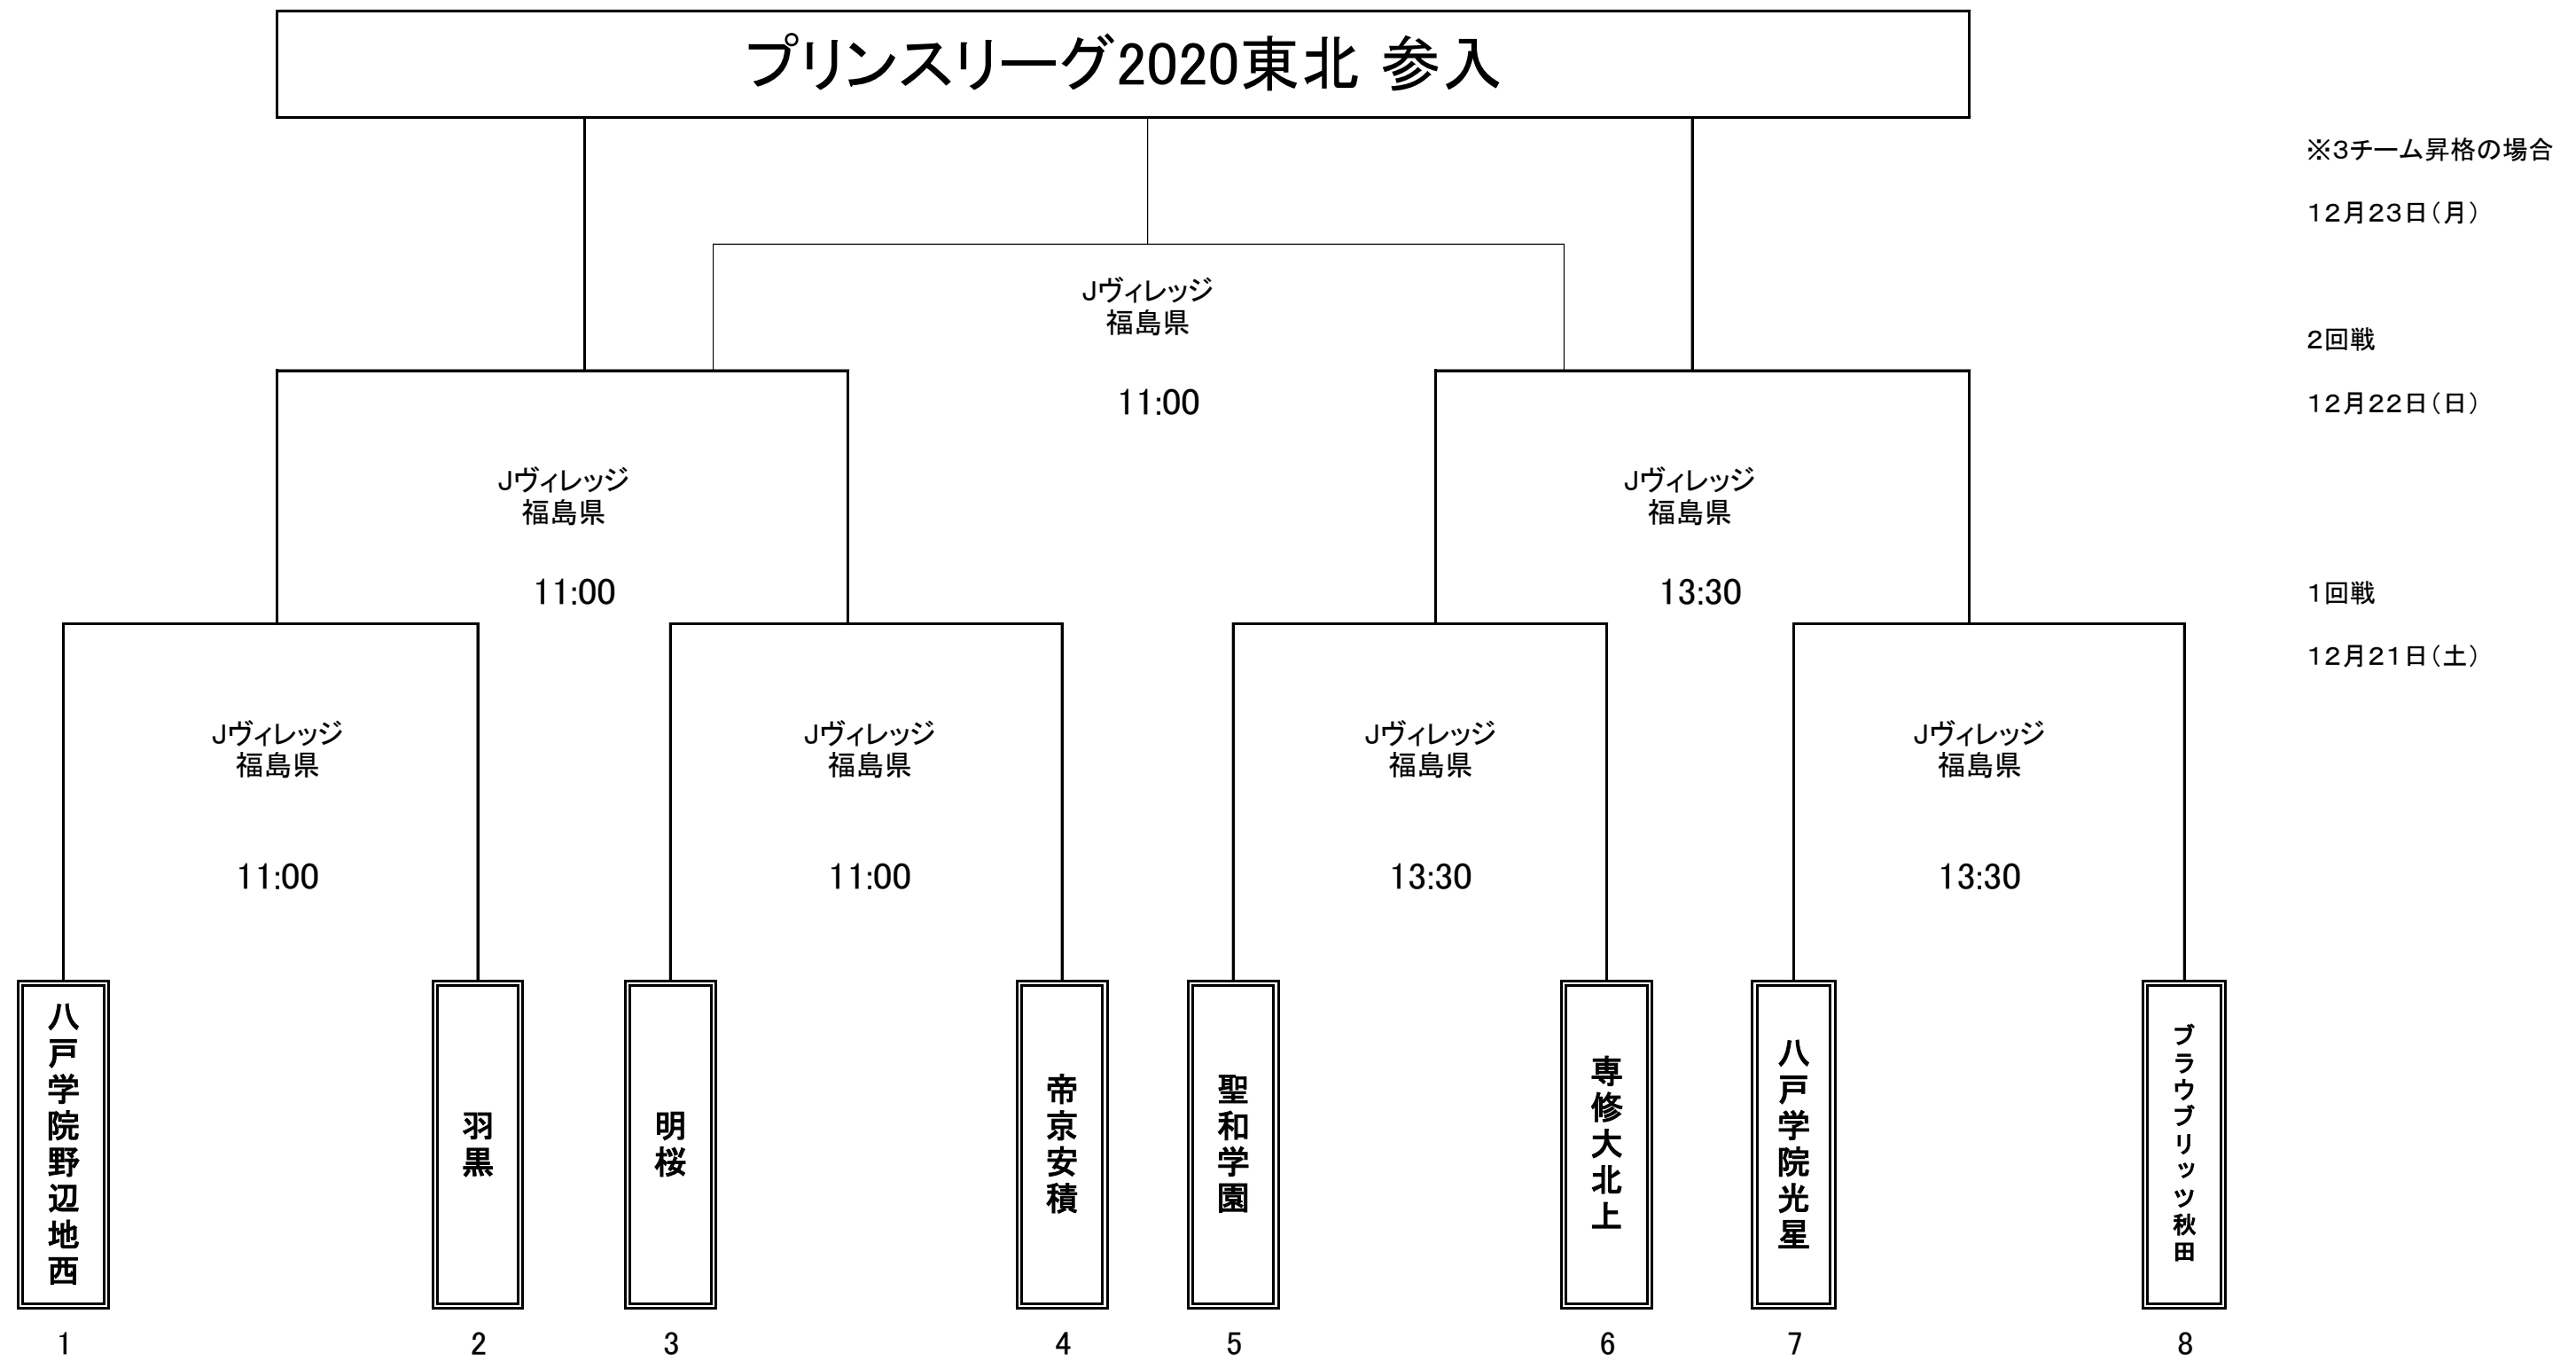 プリンスリーグ2020東北 参入
※3チーム昇格の場合
12月23日(月)
Jヴィレッジ
福島県
11:00
2回戦
12月22日(日)
Jヴィレッジ
福島県
11:00
Jヴィレッジ
福島県
13:30
1回戦
12月21日(土)
Jヴィレッジ
福島県
11:00
Jヴィレッジ
福島県
11:00
Jヴィレッジ
福島県
13:30
Jヴィレッジ
福島県
13:30
八戸学院野辺地西
羽黒
明桜
帝京安積
聖和学園
専修大北上
八戸学院光星
ブラウブリッツ秋田
1
2
3
4
5
6
7
8